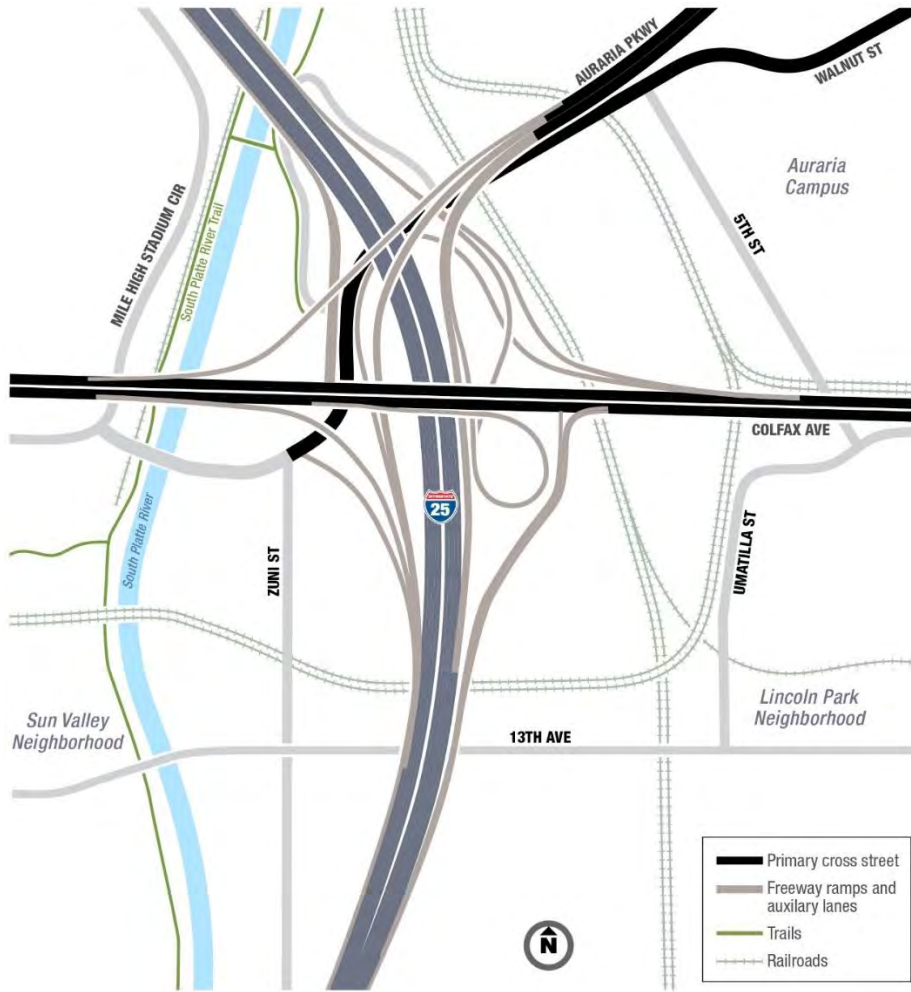 AURARIA PKWY
WALNUT ST
Auraria
Campus
MILE HIGH STADIUM CIR
South Platte River Trail
5TH ST
COLFAX AVE
INTERSTATE
25
South Platte River
ZUNI ST
UMATILLA ST
Sun Valley
Neighborhood
Lincoln Park
Neighborhood
13TH AVE
Primary cross street
Freeway ramps and
auxilary lanes
Trails
Railroads
N